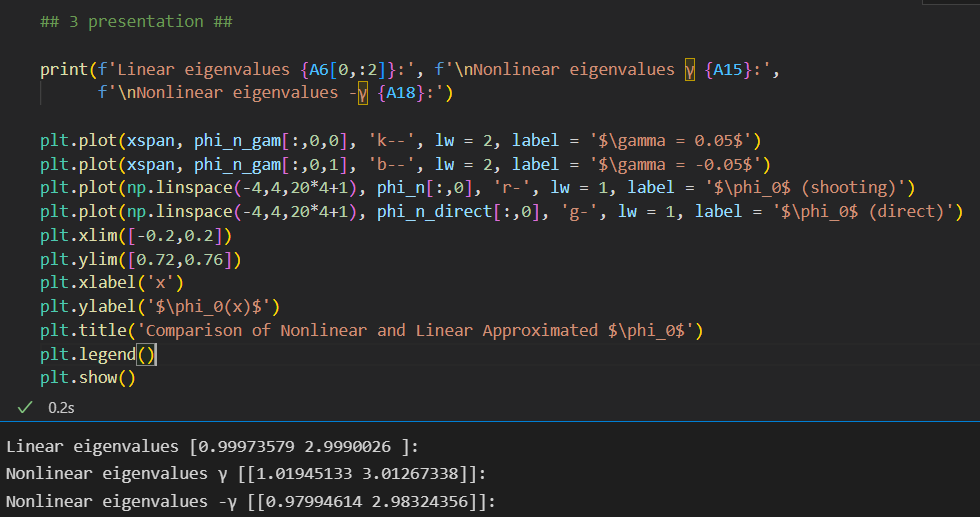 ## 3 presentation ##
print(f'Linear eigenvalues {A6[0,:2]}:', f'\nNonlinear eigenvalues γ {A15}:',
f'\nNonlinear eigenvalues -γ {A18}:')
plt.plot(xspan, phi_n_gam[:,0,0], 'k--', lw = 2, label = '$\gamma = 0.05$')
plt.plot(xspan, phi_n_gam[:,0,1], 'b--', lw = 2, label = '$\gamma = -0.05$')
plt.plot(np.linspace(-4,4,20*4+1), phi_n[:,0], 'r-', lw = 1, label = '$\phi_0$ (shooting)')
plt.plot(np.linspace(-4,4,20*4+1), phi_n_direct[:,0], 'g-', lw = 1, label = '$\phi_0$ (direct)')
plt.xlim([-0.2,0.2])
plt.ylim([0.72,0.76])
plt.xlabel('x')
plt.ylabel('$\phi_0(x)$')
plt.title('Comparison of Nonlinear and Linear Approximated $\phi_0$')
plt.legend()
plt.show()
0.2s
Linear eigenvalues [0.99973579 2.9990026 ]:
Nonlinear eigenvalues γ [[1.01945133 3.01267338]]:
Nonlinear eigenvalues -γ [[0.97994614 2.98324356]]: